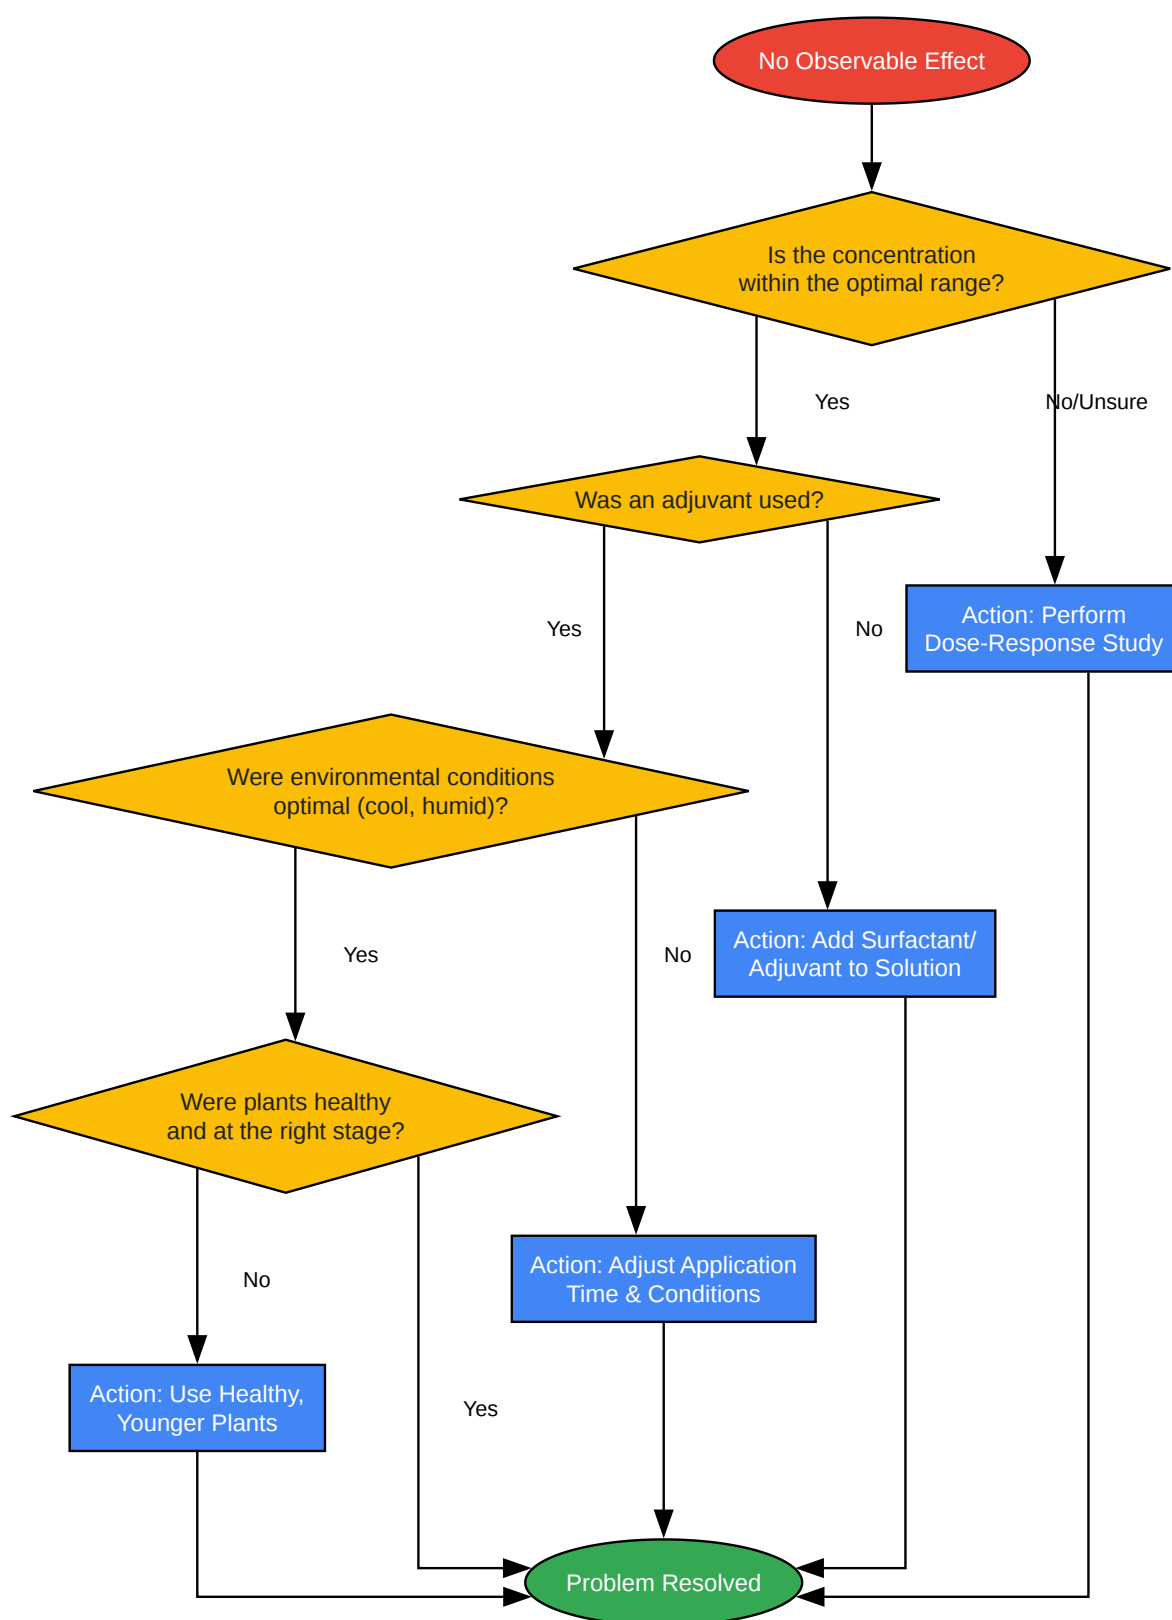 No Observable Effect
Is the concentration
within the optimal range?
Yes
No/Unsure
Was an adjuvant used?
Yes
No
Action: Perform
Dose-Response Study
Were environmental conditions
optimal (cool, humid)?
Yes
No
Action: Add Surfactant/
Adjuvant to Solution
Were plants healthy
and at the right stage?
No
Action: Adjust Application
Time & Conditions
Action: Use Healthy,
Younger Plants
Yes
Problem Resolved